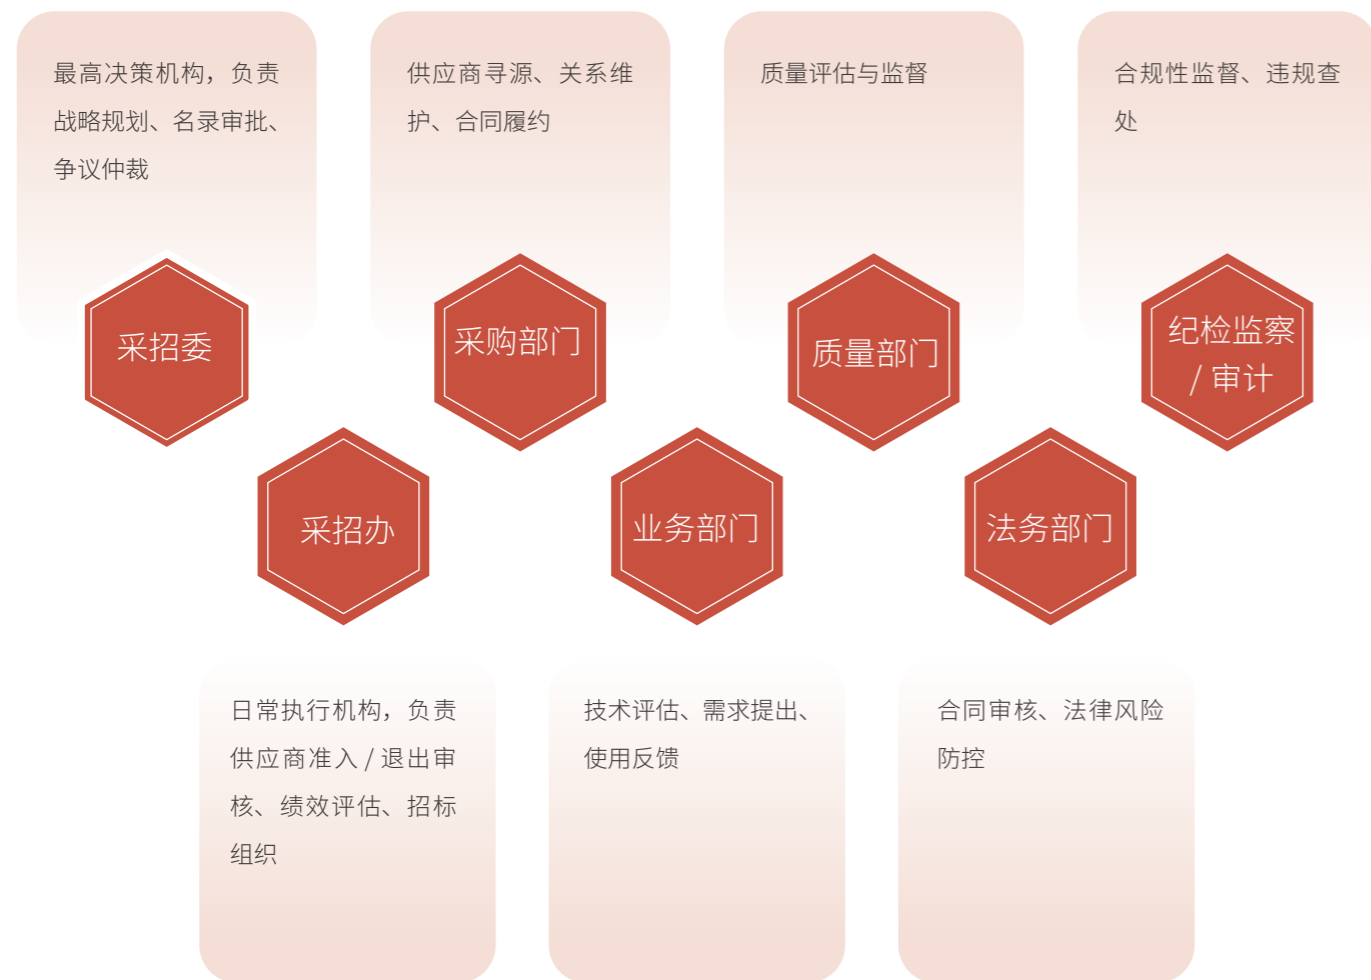 最高决策机构，负责
战略规划、名录审批、
争议仲裁
供应商寻源、关系维
护、合同履约
质量评估与监督
合规性监督、违规查
处
采招委
采购部门
质量部门
纪检监察
/ 审计
采招办
业务部门
法务部门
日常执行机构，负责
供应商准入 / 退出审
核、绩效评估、招标
组织
技术评估、需求提出、
使用反馈
合同审核、法律风险
防控